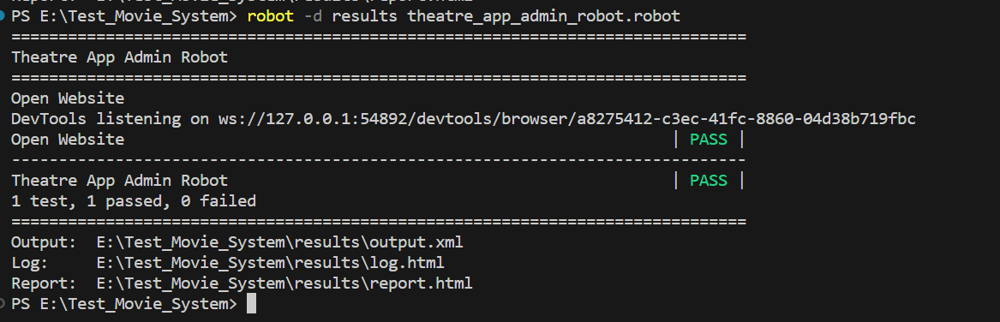 PS E:\Test_Movie_System> robot -d results theatre_app_admin_robot.robot
==============================================================================
Theatre App Admin Robot
==============================================================================
Open Website
DevTools listening on ws://127.0.0.1:54892/devtools/browser/a8275412-c3ec-41fc-8860-04d38b719fbc
Open Website | PASS |
------------------------------------------------------------------------------
Theatre App Admin Robot | PASS |
1 test, 1 passed, 0 failed
==============================================================================
Output: E:\Test_Movie_System\results\output.xml
Log: E:\Test_Movie_System\results\log.html
Report: E:\Test_Movie_System\results\report.html
PS E:\Test_Movie_System>